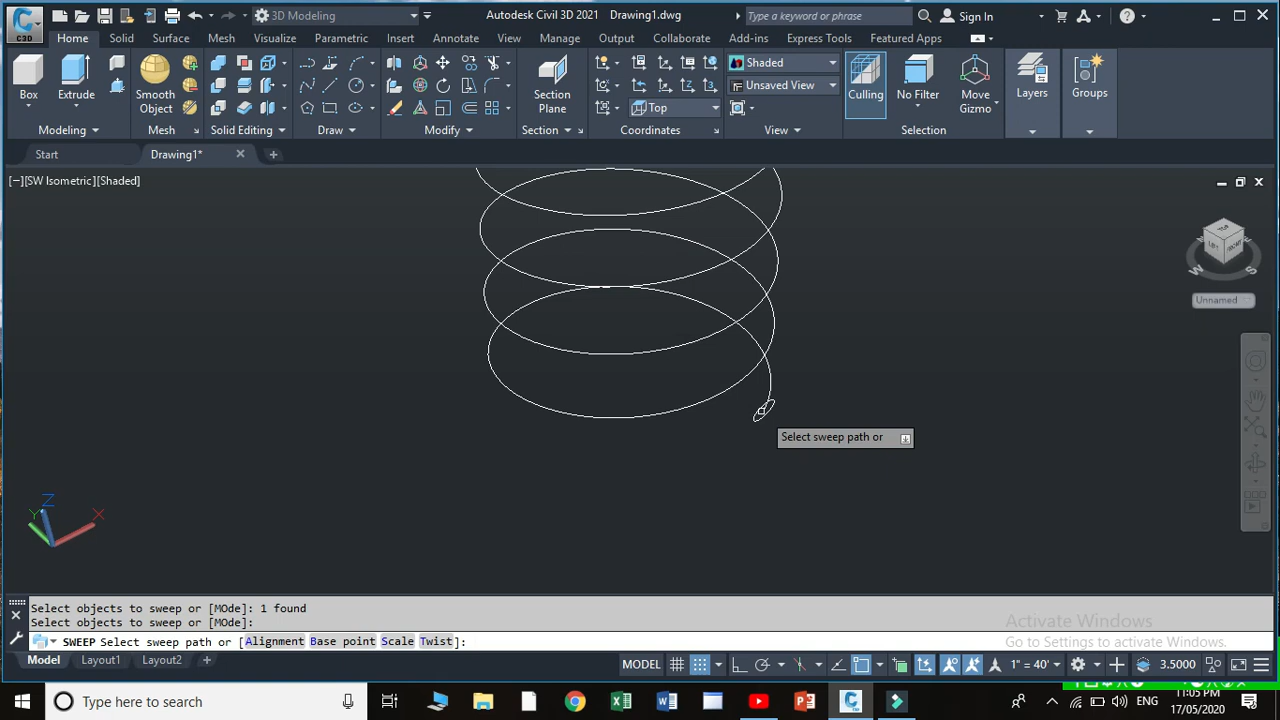 C3D
3D Modeling
Autodesk Civil 3D 2021 Drawing1.dwg
Type a keyword or phrase
Sign In
Home Solid Surface Mesh Visualize Parametric Insert Annotate View Manage Output Collaborate Add-ins Express Tools Featured Apps
Box
Extrude
Smooth Object
Section Plane
Top
Shaded
Unsaved View
Culling
No Filter
Move Gizmo
Layers
Groups
Modeling
Mesh
Solid Editing
Draw
Modify
Section
Coordinates
View
Selection
Start
Drawing1*
[−][SW Isometric][Shaded]
TOP
LEFT
FRONT
W
S
Unnamed
Select sweep path or
Z
Y
X
Select objects to sweep or [MOde]: 1 found
Select objects to sweep or [MOde]:
SWEEP Select sweep path or [Alignment Base point Scale Twist]:
Activate Windows
Go to Settings to activate Windows.
Model Layout1 Layout2
MODEL
1" = 40'
3.5000
Type here to search
ENG
11:05 PM
17/05/2020